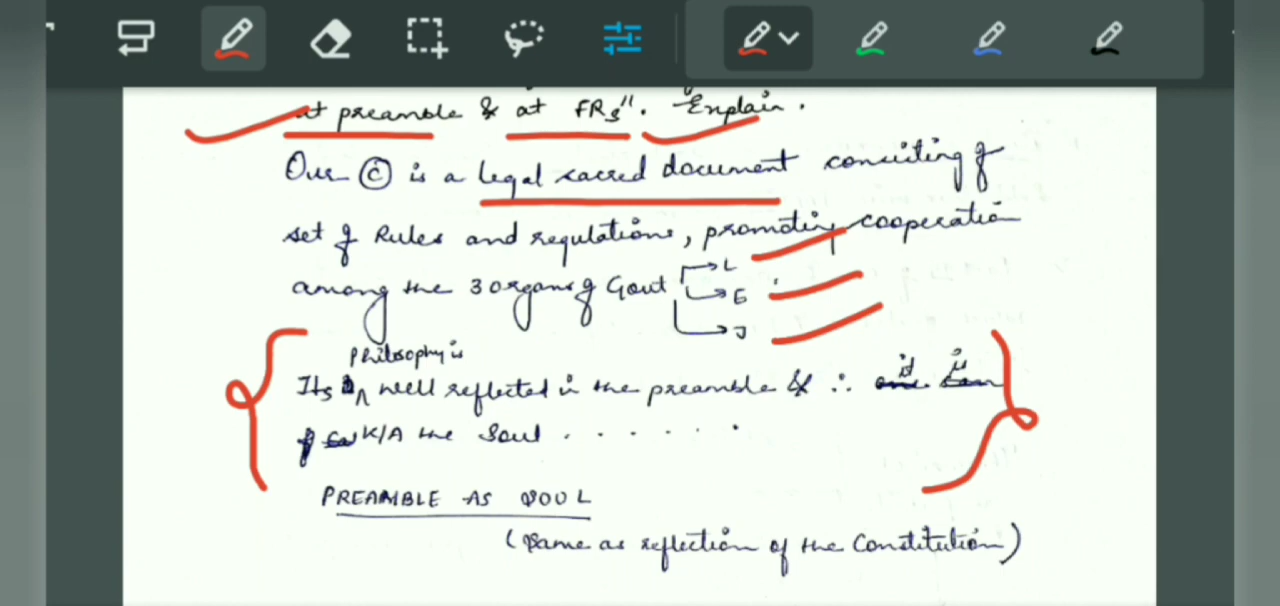 at preamble & at FRs". Explain.
Our © is a legal sacred document consisting of
set of Rules and regulations, promoting cooperation
among the 3 organs of Govt → L
→ E
→ J
Philosophy is
Its well reflected in the preamble & ∴ it is
K/A the Soul . . . . . .
PREAMBLE AS SOUL
(Same as reflection of the Constitution)